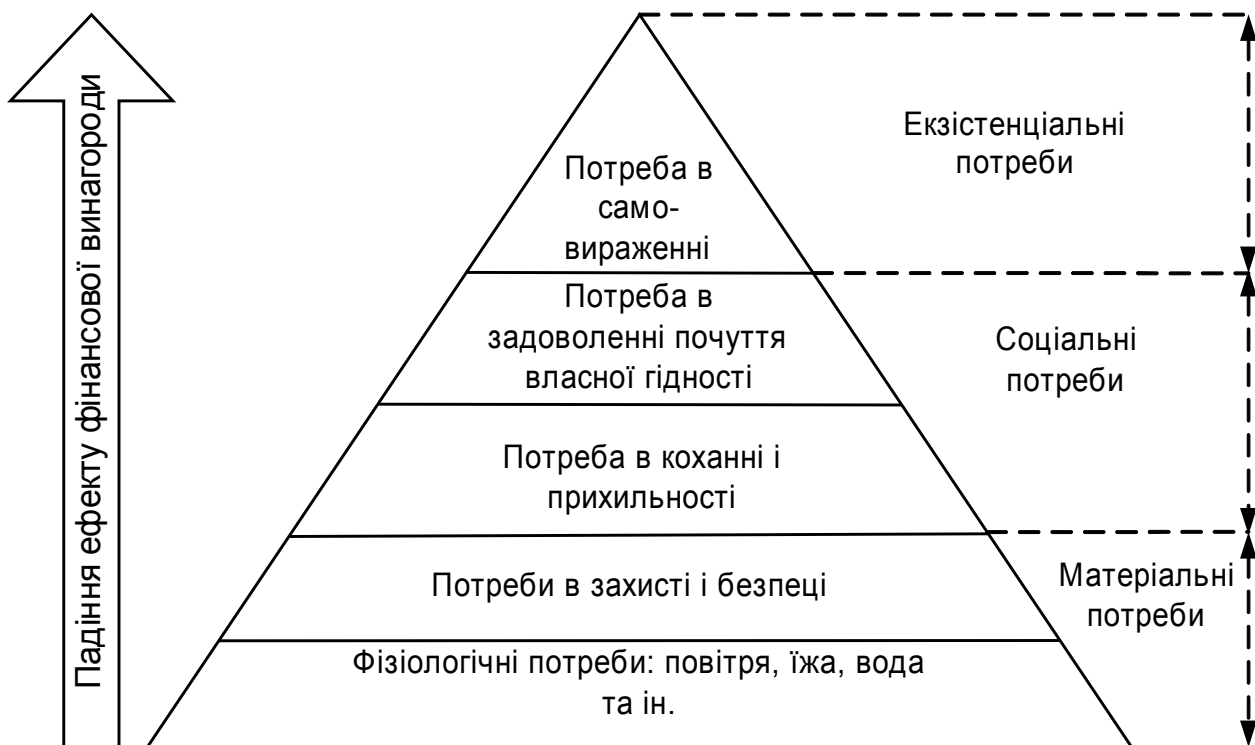 Падіння ефекту фінансової винагороди
Потреба в
само-
вираженні
Екзістенціальні
потреби
Потреба в
задоволенні почуття
власної гідності
Соціальні
потреби
Потреба в коханні і
прихильності
Потреби в захисті і безпеці
Матеріальні
потреби
Фізіологічні потреби: повітря, їжа, вода
та ін.